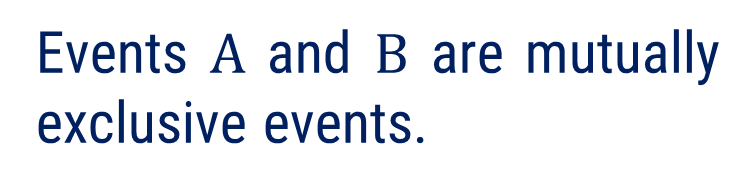 Events A and B are mutually
exclusive events.